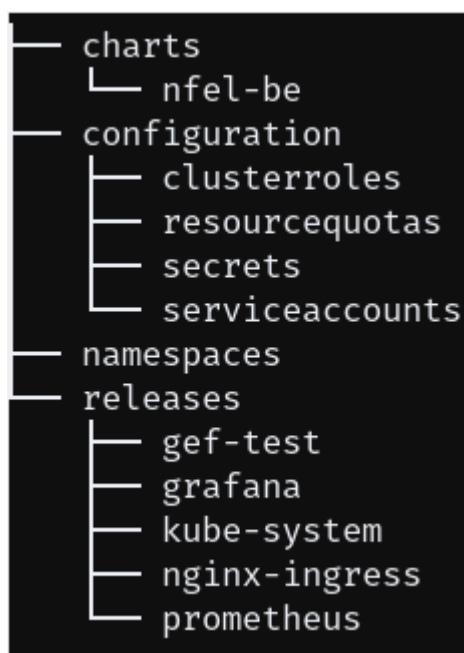 charts
nfel-be
configuration
clusterroles
resourcequotas
secrets
serviceaccounts
namespaces
releases
gef-test
grafana
kube-system
nginx-ingress
prometheus